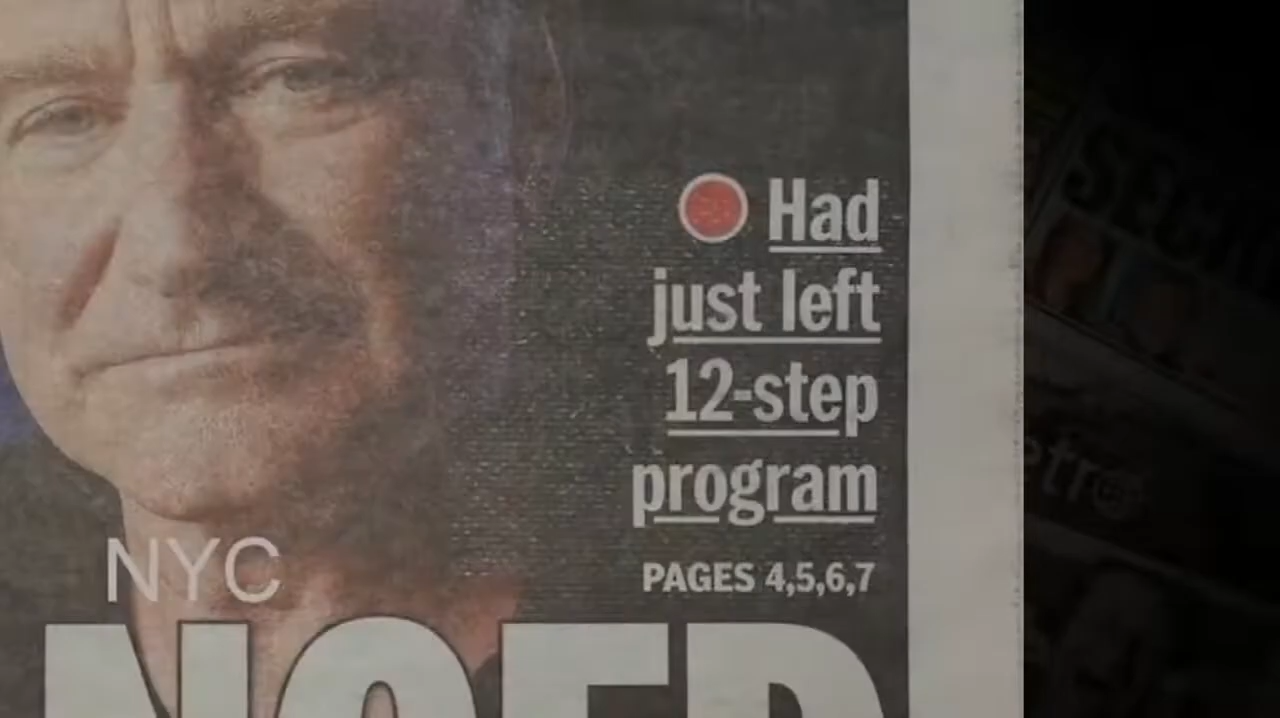 Had
just left
12-step
program
PAGES 4,5,6,7
NYC